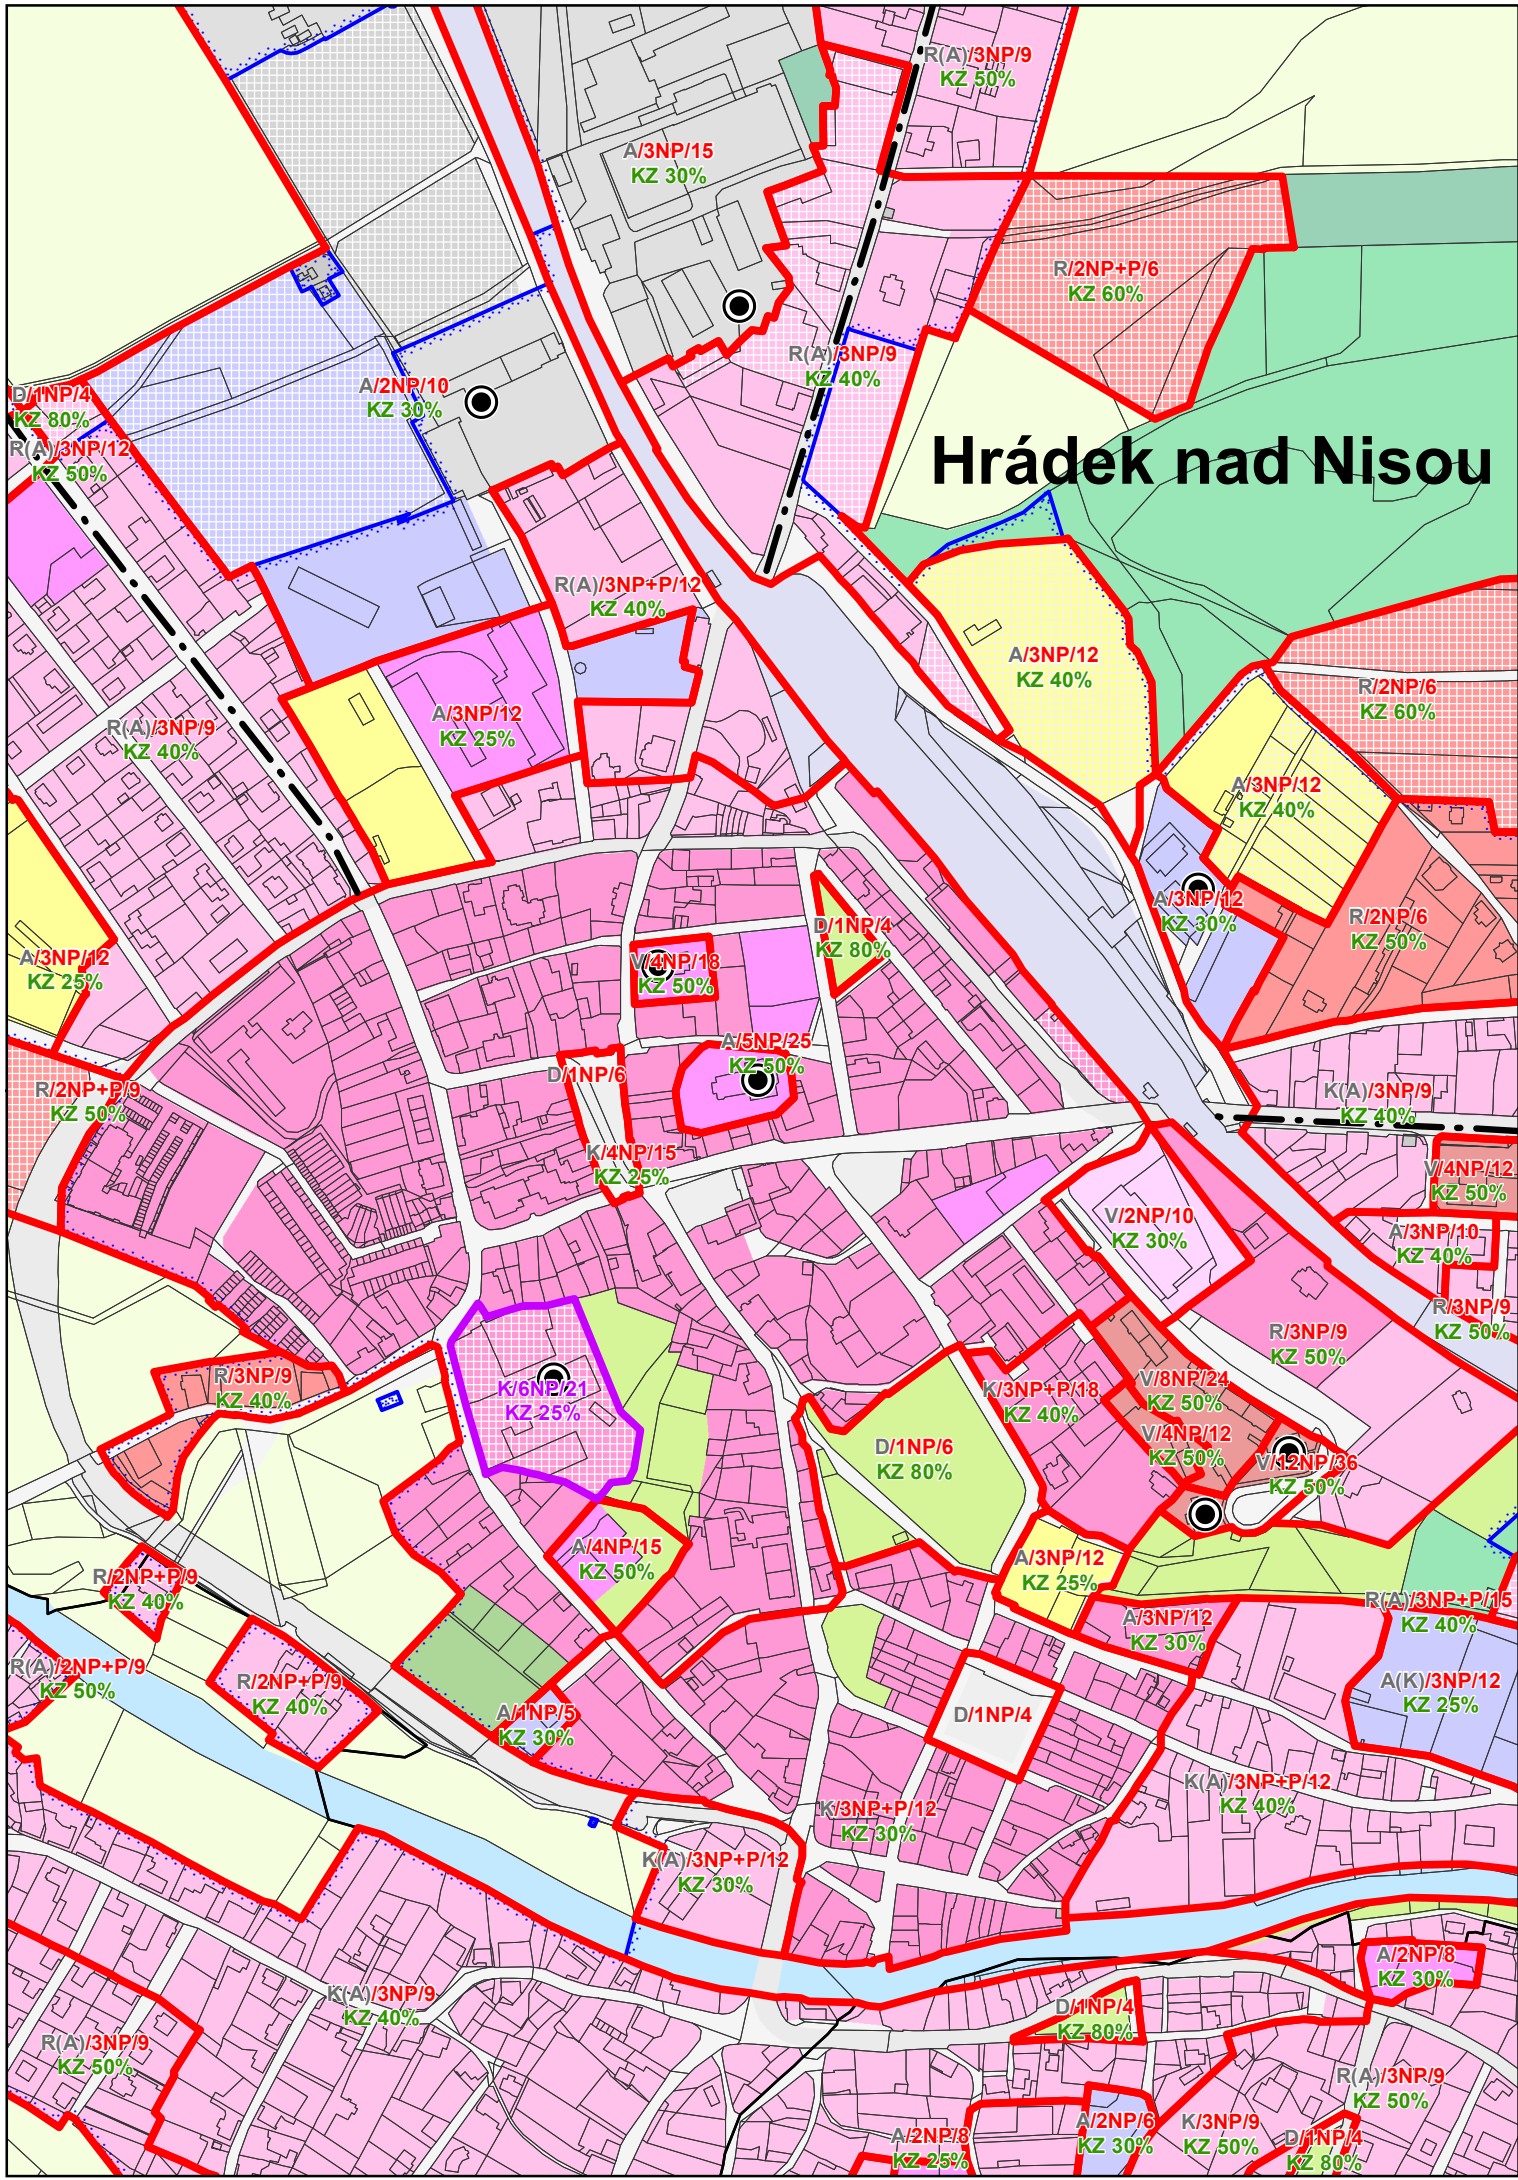 R(A)/3NP/9
KZ 50%
A/3NP/15
KZ 30%
R/2NP+P/6
KZ 60%
R(A)/3NP/9
KZ 40%
A/2NP/10
KZ 30%
D/1NP/4
KZ 80%
R(A)/3NP/12
KZ 50%
Hrádek nad Nisou
R(A)/3NP+P/12
KZ 40%
A/3NP/12
KZ 40%
R/2NP/6
KZ 60%
A/3NP/12
KZ 25%
R(A)/3NP/9
KZ 40%
A/3NP/12
KZ 40%
A/3NP/12
KZ 30%
R/2NP/6
KZ 50%
D/1NP/4
KZ 80%
A/3NP/12
KZ 25%
V/4NP/18
KZ 50%
A/5NP/25
KZ 50%
D/1NP/6
R/2NP+P/9
KZ 50%
K(A)/3NP/9
KZ 40%
K/4NP/15
KZ 25%
V/4NP/12
KZ 50%
V/2NP/10
KZ 30%
A/3NP/10
KZ 40%
R/3NP/9
KZ 50%
R/3NP/9
KZ 50%
R/3NP/9
KZ 40%
K/6NP/21
KZ 25%
K/3NP+P/18
KZ 40%
V/8NP/24
KZ 50%
V/4NP/12
KZ 50%
D/1NP/6
KZ 80%
V/12NP/36
KZ 50%
A/4NP/15
KZ 50%
A/3NP/12
KZ 25%
R/2NP+P/9
KZ 40%
R(A)/3NP+P/15
KZ 40%
A/3NP/12
KZ 30%
R(A)/2NP+P/9
KZ 50%
R/2NP+P/9
KZ 40%
A(K)/3NP/12
KZ 25%
A/1NP/5
KZ 30%
D/1NP/4
K(A)/3NP+P/12
KZ 40%
K/3NP+P/12
KZ 30%
K(A)/3NP+P/12
KZ 30%
A/2NP/8
KZ 30%
K(A)/3NP/9
KZ 40%
D/1NP/4
KZ 80%
R(A)/3NP/9
KZ 50%
R(A)/3NP/9
KZ 50%
A/2NP/6
KZ 30%
K/3NP/9
KZ 50%
A/2NP/8
KZ 25%
D/1NP/4
KZ 80%